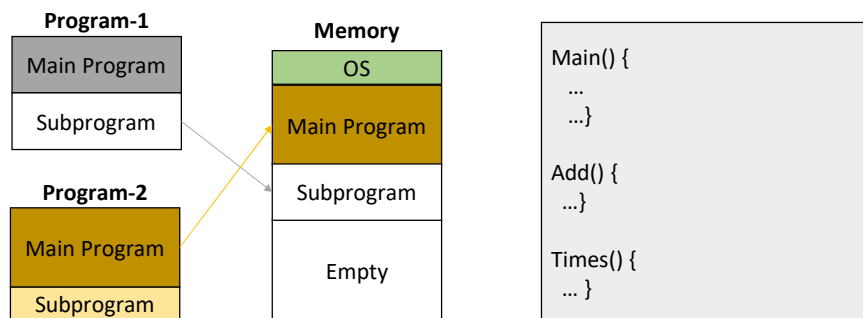 Program-1
Main Program
Subprogram
Program-2
Main Program
Subprogram
Memory
OS
Main Program
Subprogram
Empty
Main() {
…
…}
Add() {
…}
Times() {
… }